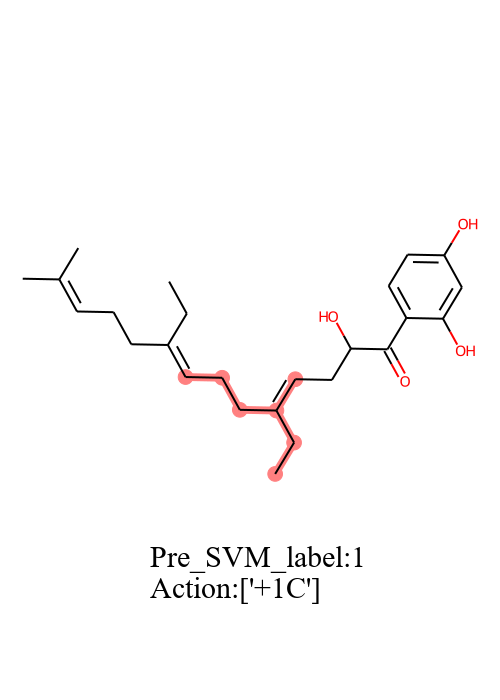 OH
HO
OH
O
Pre_SVM_label:1
Action:['+1C']